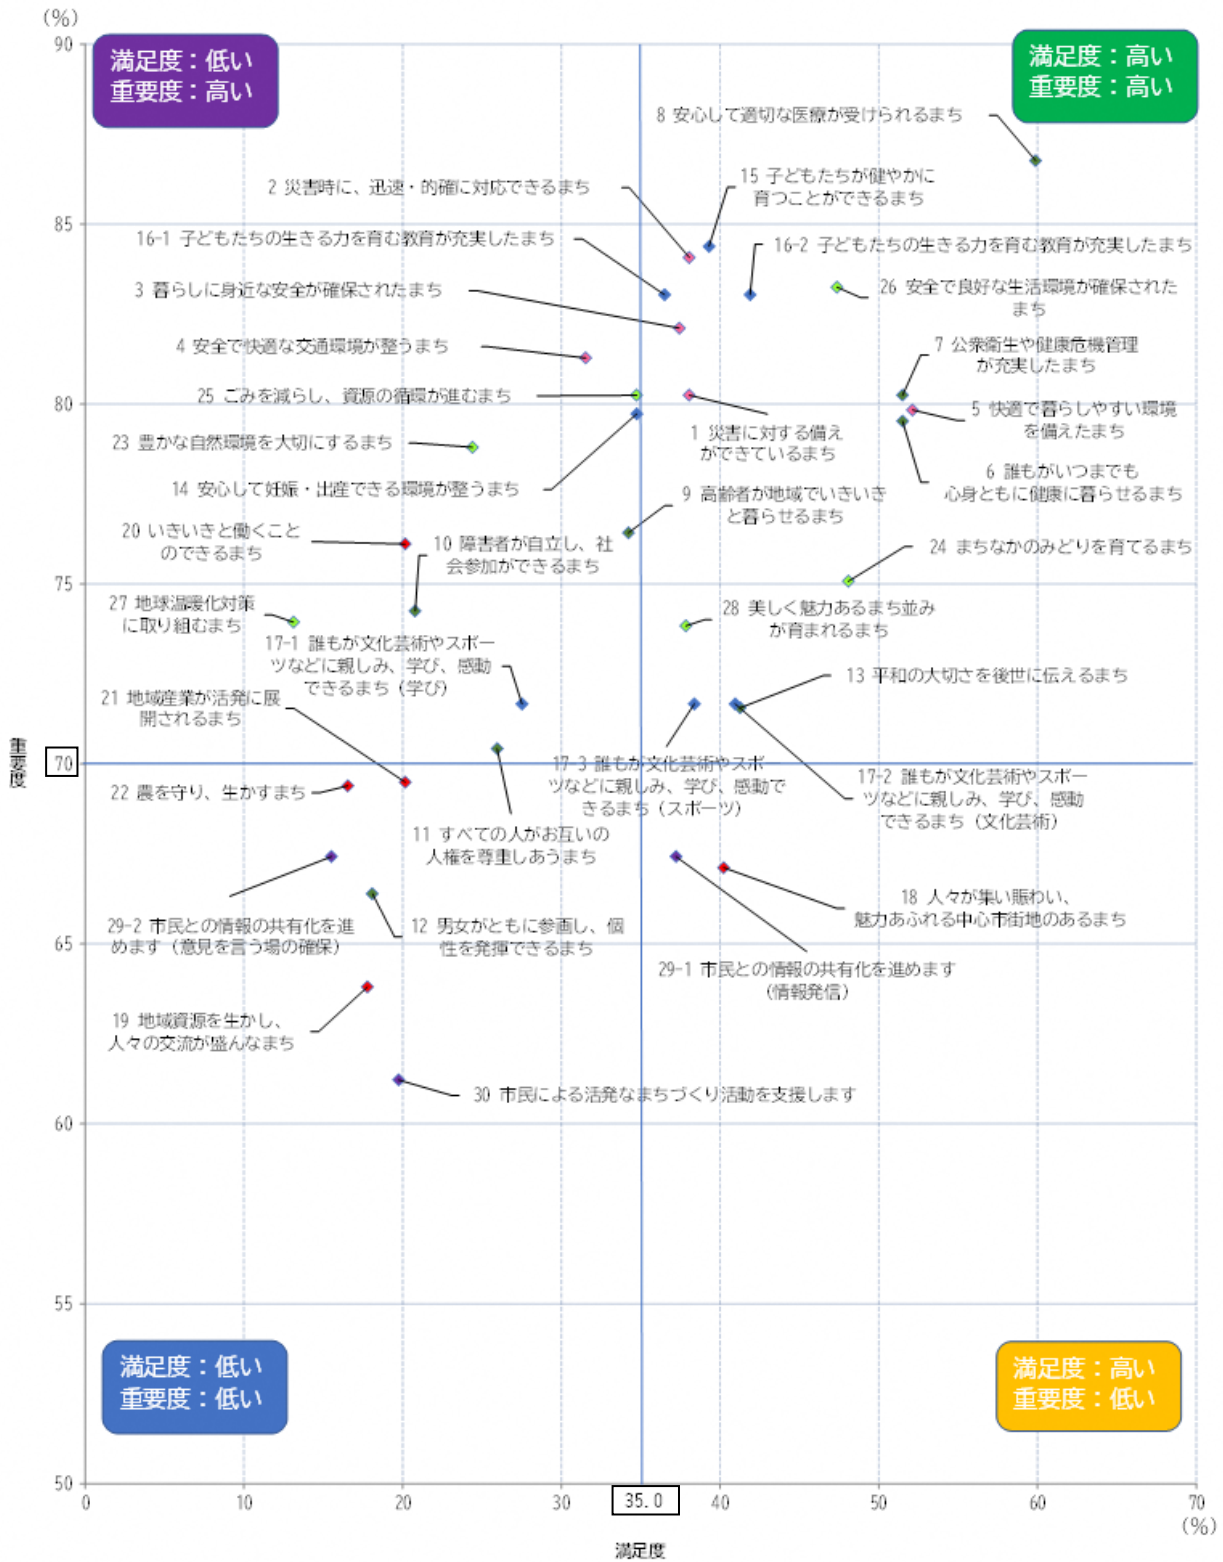 (%)
90
満足度：低い
重要度：高い
満足度：高い
重要度：高い
8 安心して適切な医療が受けられるまち
2 災害時に、迅速・的確に対応できるまち
15 子どもたちが健やかに
育つことができるまち
85
16-1 子どもたちの生きる力を育む教育が充実したまち
16-2 子どもたちの生きる力を育む教育が充実したまち
3 暮らしに身近な安全が確保されたまち
26 安全で良好な生活環境が確保された
まち
4 安全で快適な交通環境が整うまち
7 公衆衛生や健康危機管理
が充実したまち
25 ごみを減らし、資源の循環が進むまち
80
5 快適で暮らしやすい環境
を備えたまち
23 豊かな自然環境を大切にするまち
1 災害に対する備え
ができているまち
6 誰もがいつまでも
心身ともに健康に暮らせるまち
14 安心して妊娠・出産できる環境が整うまち
9 高齢者が地域でいきいき
と暮らせるまち
20 いきいきと働くこと
のできるまち
10 障害者が自立し、社
会参加ができるまち
24 まちなかのみどりを育てるまち
75
27 地球温暖化対策
に取り組むまち
28 美しく魅力あるまち並み
が育まれるまち
17-1 誰もが文化芸術やスポー
ツなどに親しみ、学び、感動
できるまち（学び）
13 平和の大切さを後世に伝えるまち
21 地域産業が活発に展
開されるまち
重要度
70
17-3 誰もが文化芸術やスポー
ツなどに親しみ、学び、感動で
きるまち（スポーツ）
17-2 誰もが文化芸術やスポー
ツなどに親しみ、学び、感動
できるまち（文化芸術）
22 農を守り、生かすまち
11 すべての人がお互いの
人権を尊重しあうまち
18 人々が集い賑わい、
魅力あふれる中心市街地のあるまち
29-2 市民との情報の共有化を進
めます（意見を言う場の確保）
12 男女がともに参画し、個
性を発揮できるまち
65
29-1 市民との情報の共有化を進めます
（情報発信）
19 地域資源を生かし、
人々の交流が盛んなまち
30 市民による活発なまちづくり活動を支援します
60
55
満足度：低い
重要度：低い
満足度：高い
重要度：低い
50
0
10
20
30
35.0
40
50
60
70
(%)
満足度